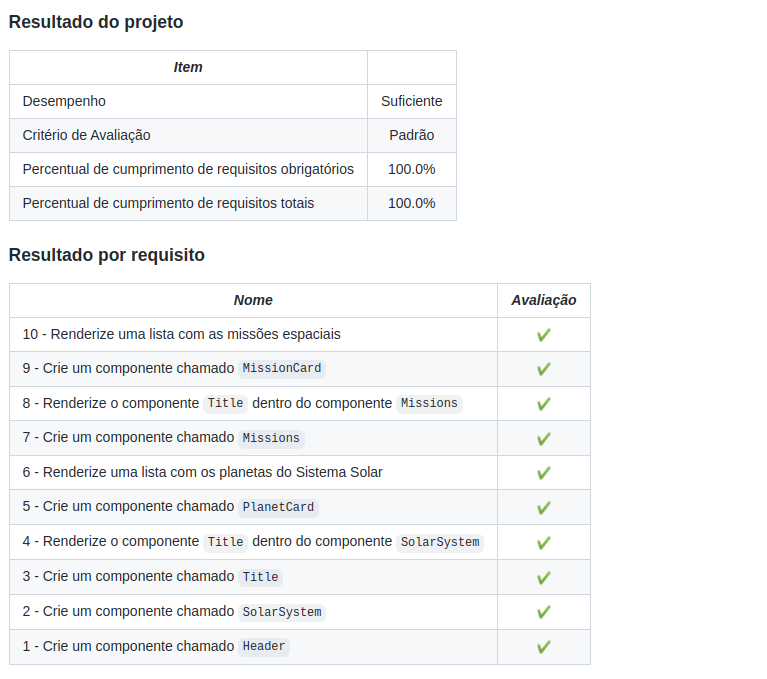 Resultado do projeto
Item
Desempenho Suficiente
Critério de Avaliação Padrão
Percentual de cumprimento de requisitos obrigatórios 100.0%
Percentual de cumprimento de requisitos totais 100.0%
Resultado por requisito
Nome Avaliação
10 - Renderize uma lista com as missões espaciais ✔
9 - Crie um componente chamado MissionCard ✔
8 - Renderize o componente Title dentro do componente Missions ✔
7 - Crie um componente chamado Missions ✔
6 - Renderize uma lista com os planetas do Sistema Solar ✔
5 - Crie um componente chamado PlanetCard ✔
4 - Renderize o componente Title dentro do componente SolarSystem ✔
3 - Crie um componente chamado Title ✔
2 - Crie um componente chamado SolarSystem ✔
1 - Crie um componente chamado Header ✔